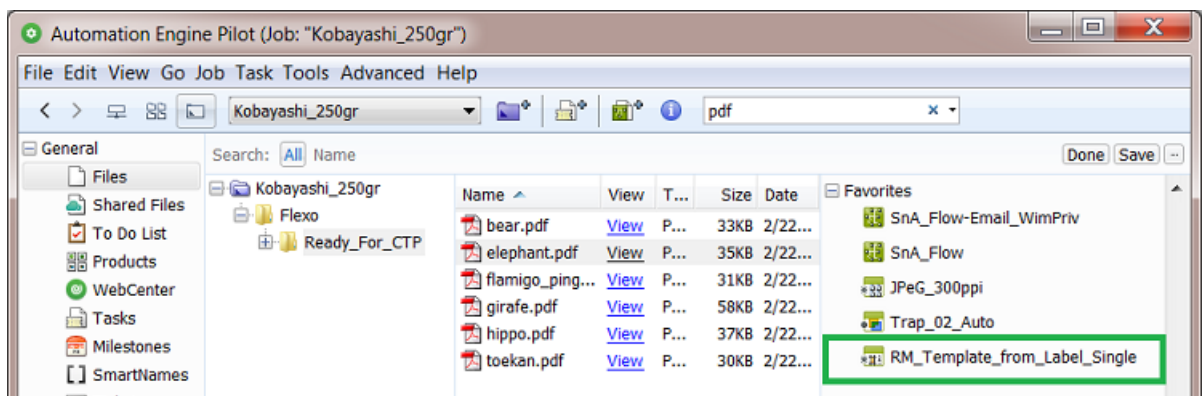 Automation Engine Pilot (Job: "Kobayashi_250gr")
File Edit View Go Job Task Tools Advanced Help
Kobayashi_250gr pdf
General
Files
Shared Files
To Do List
Products
WebCenter
Tasks
Milestones
SmartNames
Search: All Name Done Save
Kobayashi_250gr
Flexo
Ready_For_CTP
Name View T... Size Date
bear.pdf View P... 33KB 2/22...
elephant.pdf View P... 35KB 2/22...
flamigo_ping... View P... 31KB 2/22...
girafe.pdf View P... 58KB 2/22...
hippo.pdf View P... 37KB 2/22...
toekan.pdf View P... 30KB 2/22...
Favorites
SnA_Flow-Email_WimPriv
SnA_Flow
JPeG_300ppi
Trap_02_Auto
RM_Template_from_Label_Single